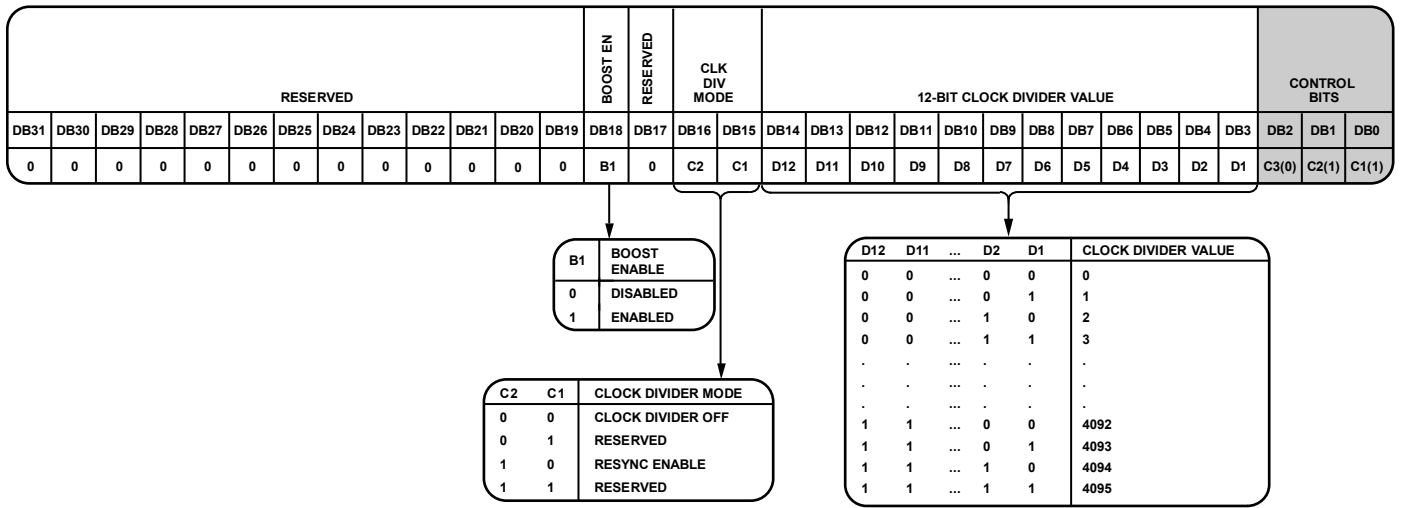 RESERVED
BOOST EN
RESERVED
CLK
DIV
MODE
12-BIT CLOCK DIVIDER VALUE
CONTROL
BITS
DB31 DB30 DB29 DB28 DB27 DB26 DB25 DB24 DB23 DB22 DB21 DB20 DB19 DB18 DB17 DB16 DB15 DB14 DB13 DB12 DB11 DB10 DB9 DB8 DB7 DB6 DB5 DB4 DB3 DB2 DB1 DB0
0 0 0 0 0 0 0 0 0 0 0 0 0 B1 0 C2 C1 D12 D11 D10 D9 D8 D7 D6 D5 D4 D3 D2 D1 C3(0) C2(1) C1(1)
B1 BOOST
ENABLE
0 DISABLED
1 ENABLED
C2 C1 CLOCK DIVIDER MODE
0 0 CLOCK DIVIDER OFF
0 1 RESERVED
1 0 RESYNC ENABLE
1 1 RESERVED
D12 D11 ... D2 D1 CLOCK DIVIDER VALUE
0 0 ... 0 0 0
0 0 ... 0 1 1
0 0 ... 1 0 2
0 0 ... 1 1 3
. . ... . . .
. . ... . . .
. . ... . . .
1 1 ... 0 0 4092
1 1 ... 0 1 4093
1 1 ... 1 0 4094
1 1 ... 1 1 4095